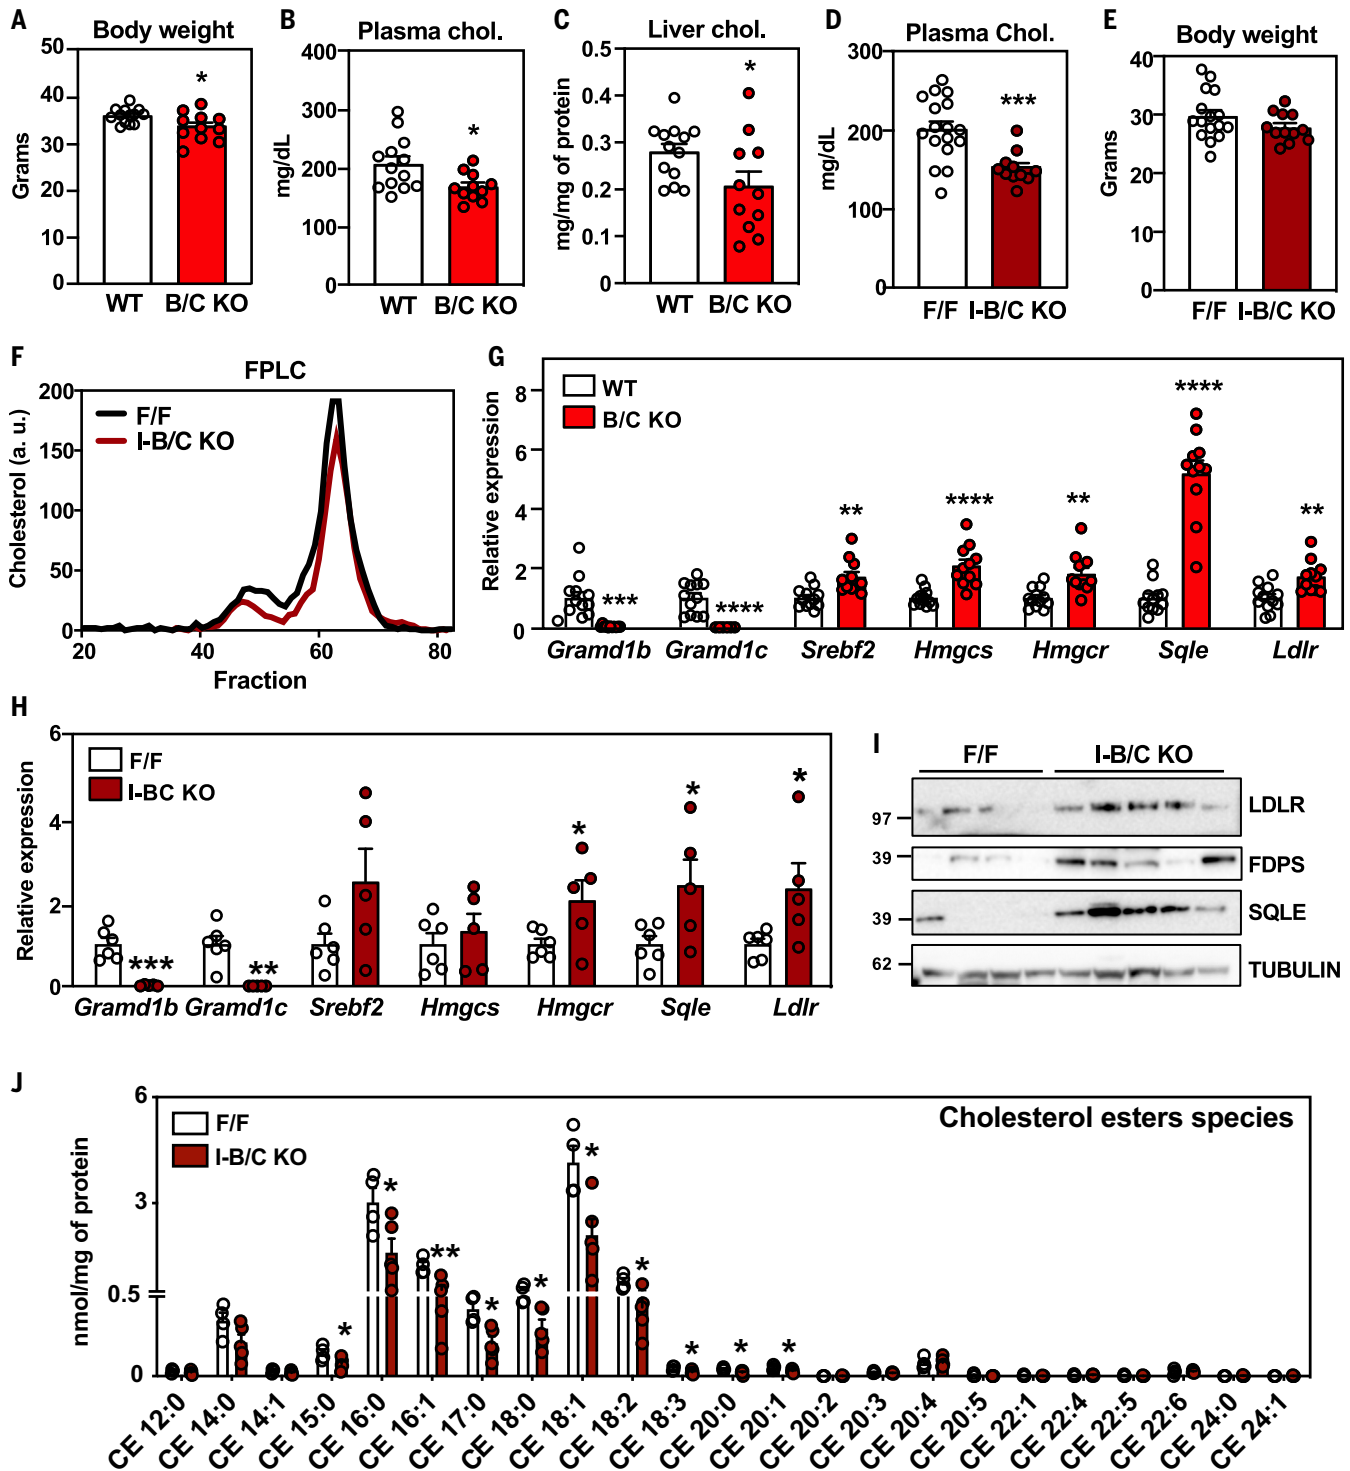 A
Body weight
50
40
30
20
10
0
Grams
*
WT B/C KO
B
Plasma chol.
400
300
200
100
0
mg/dL
*
WT B/C KO
C
Liver chol.
0.5
0.4
0.3
0.2
0.1
0
mg/mg of protein
*
WT B/C KO
D
Plasma Chol.
300
200
100
0
mg/dL
***
F/F I-B/C KO
E
Body weight
40
30
20
10
0
Grams
F/F I-B/C KO
F
FPLC
200
150
100
50
0
Cholesterol (a. u.)
F/F
I-B/C KO
20 40 60 80
Fraction
G
8
6
4
2
0
Relative expression
WT
B/C KO
*** **** ** **** ** **** **
Gramd1b Gramd1c Srebf2 Hmgcs Hmgcr Sqle Ldlr
H
6
4
2
0
Relative expression
F/F
I-BC KO
*** ** * * *
Gramd1b Gramd1c Srebf2 Hmgcs Hmgcr Sqle Ldlr
I
F/F I-B/C KO
97 LDLR
39 FDPS
39 SQLE
62 TUBULIN
J
Cholesterol esters species
6
3
0.5
0
nmol/mg of protein
F/F
I-B/C KO
* * ** * * * * * * *
CE 12:0
CE 14:0
CE 14:1
CE 15:0
CE 16:0
CE 16:1
CE 17:0
CE 18:0
CE 18:1
CE 18:2
CE 18:3
CE 20:0
CE 20:1
CE 20:2
CE 20:3
CE 20:4
CE 20:5
CE 22:1
CE 22:4
CE 22:5
CE 22:6
CE 24:0
CE 24:1